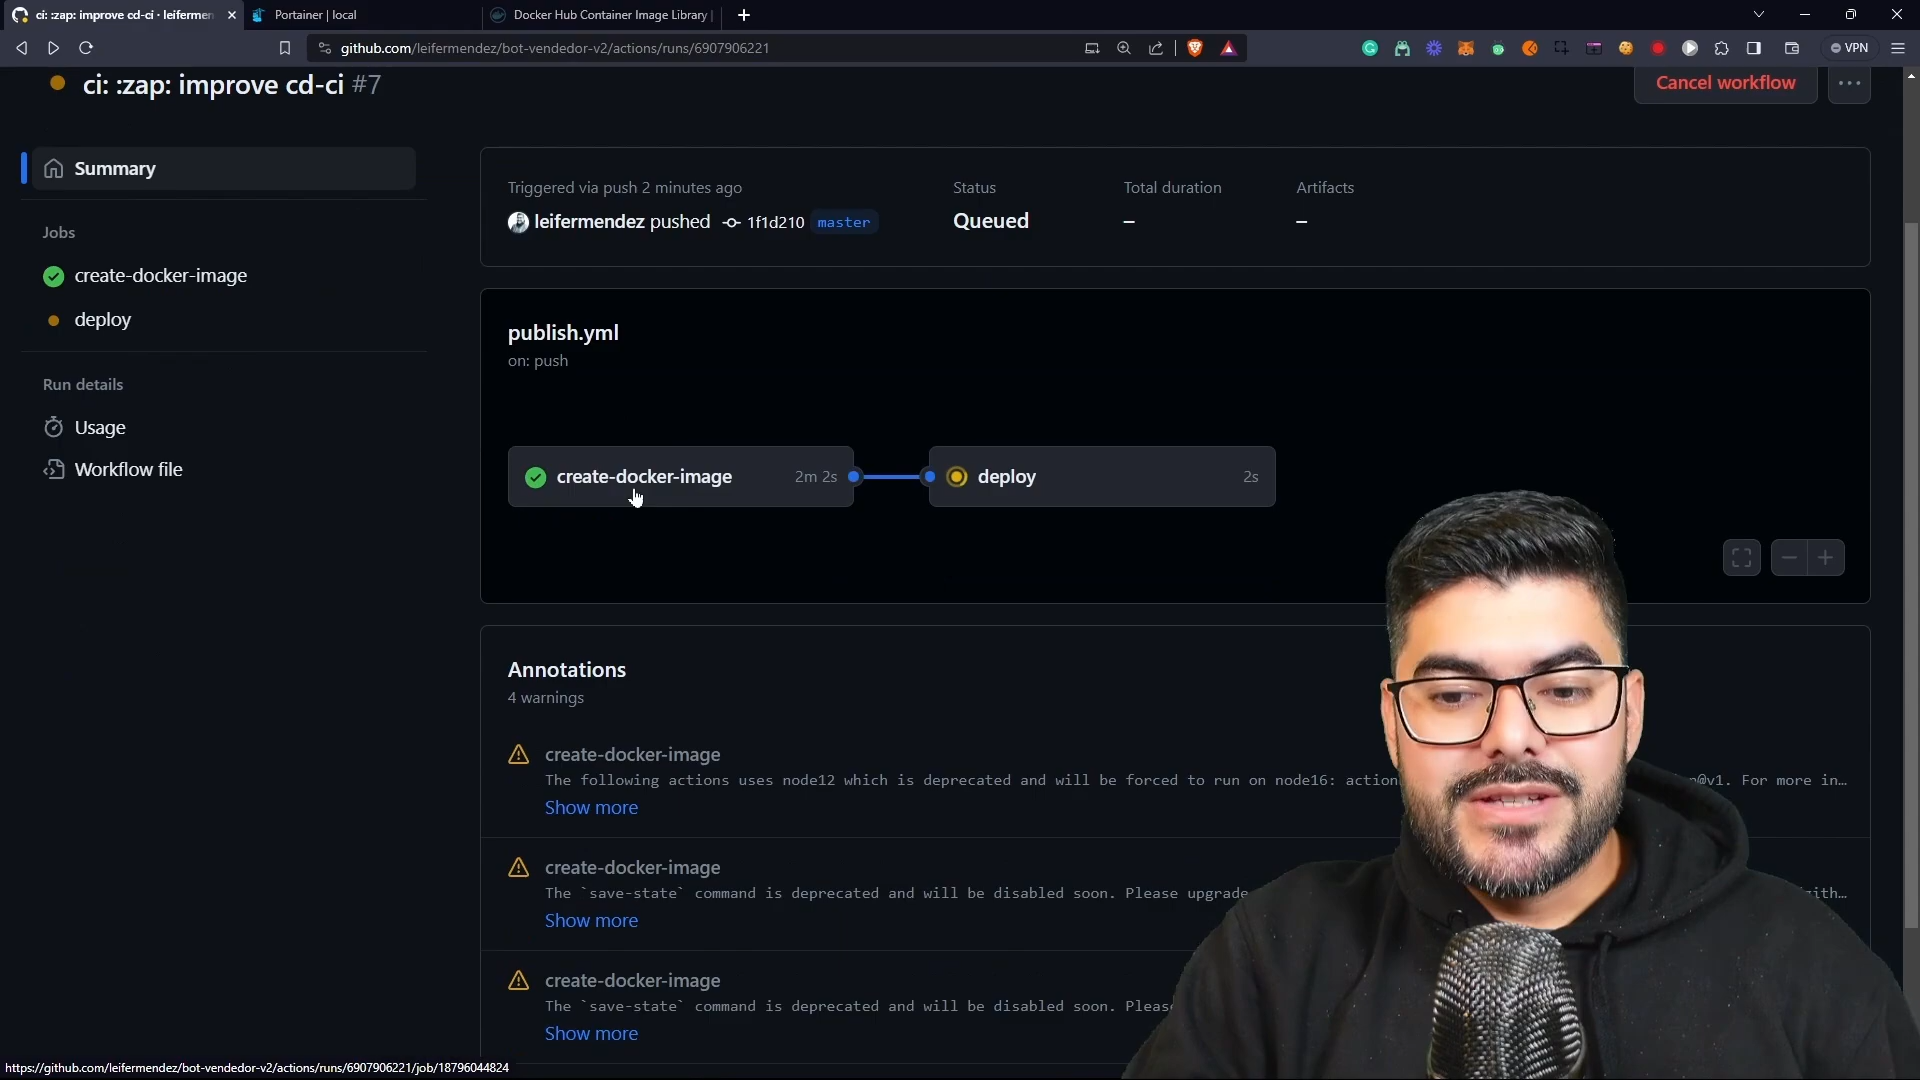 ci: :zap: improve cd-ci · leifermen
Portainer | local
Docker Hub Container Image Library |
github.com/leifermendez/bot-vendedor-v2/actions/runs/6907906221
VPN
ci: :zap: improve cd-ci #7
Cancel workflow
Summary
Triggered via push 2 minutes ago
Status
Total duration
Artifacts
leifermendez pushed 1f1d210 master
Queued
–
–
Jobs
create-docker-image
deploy
Run details
Usage
Workflow file
publish.yml
on: push
create-docker-image 2m 2s
deploy 2s
Annotations
4 warnings
create-docker-image
The following actions uses node12 which is deprecated and will be forced to run on node16: @v1. For more in…
Show more
create-docker-image
The `save-state` command is deprecated and will be disabled soon. Please upgrade
Show more
create-docker-image
The `save-state` command is deprecated and will be disabled soon.
Show more
https://github.com/leifermendez/bot-vendedor-v2/actions/runs/6907906221/job/18796044824